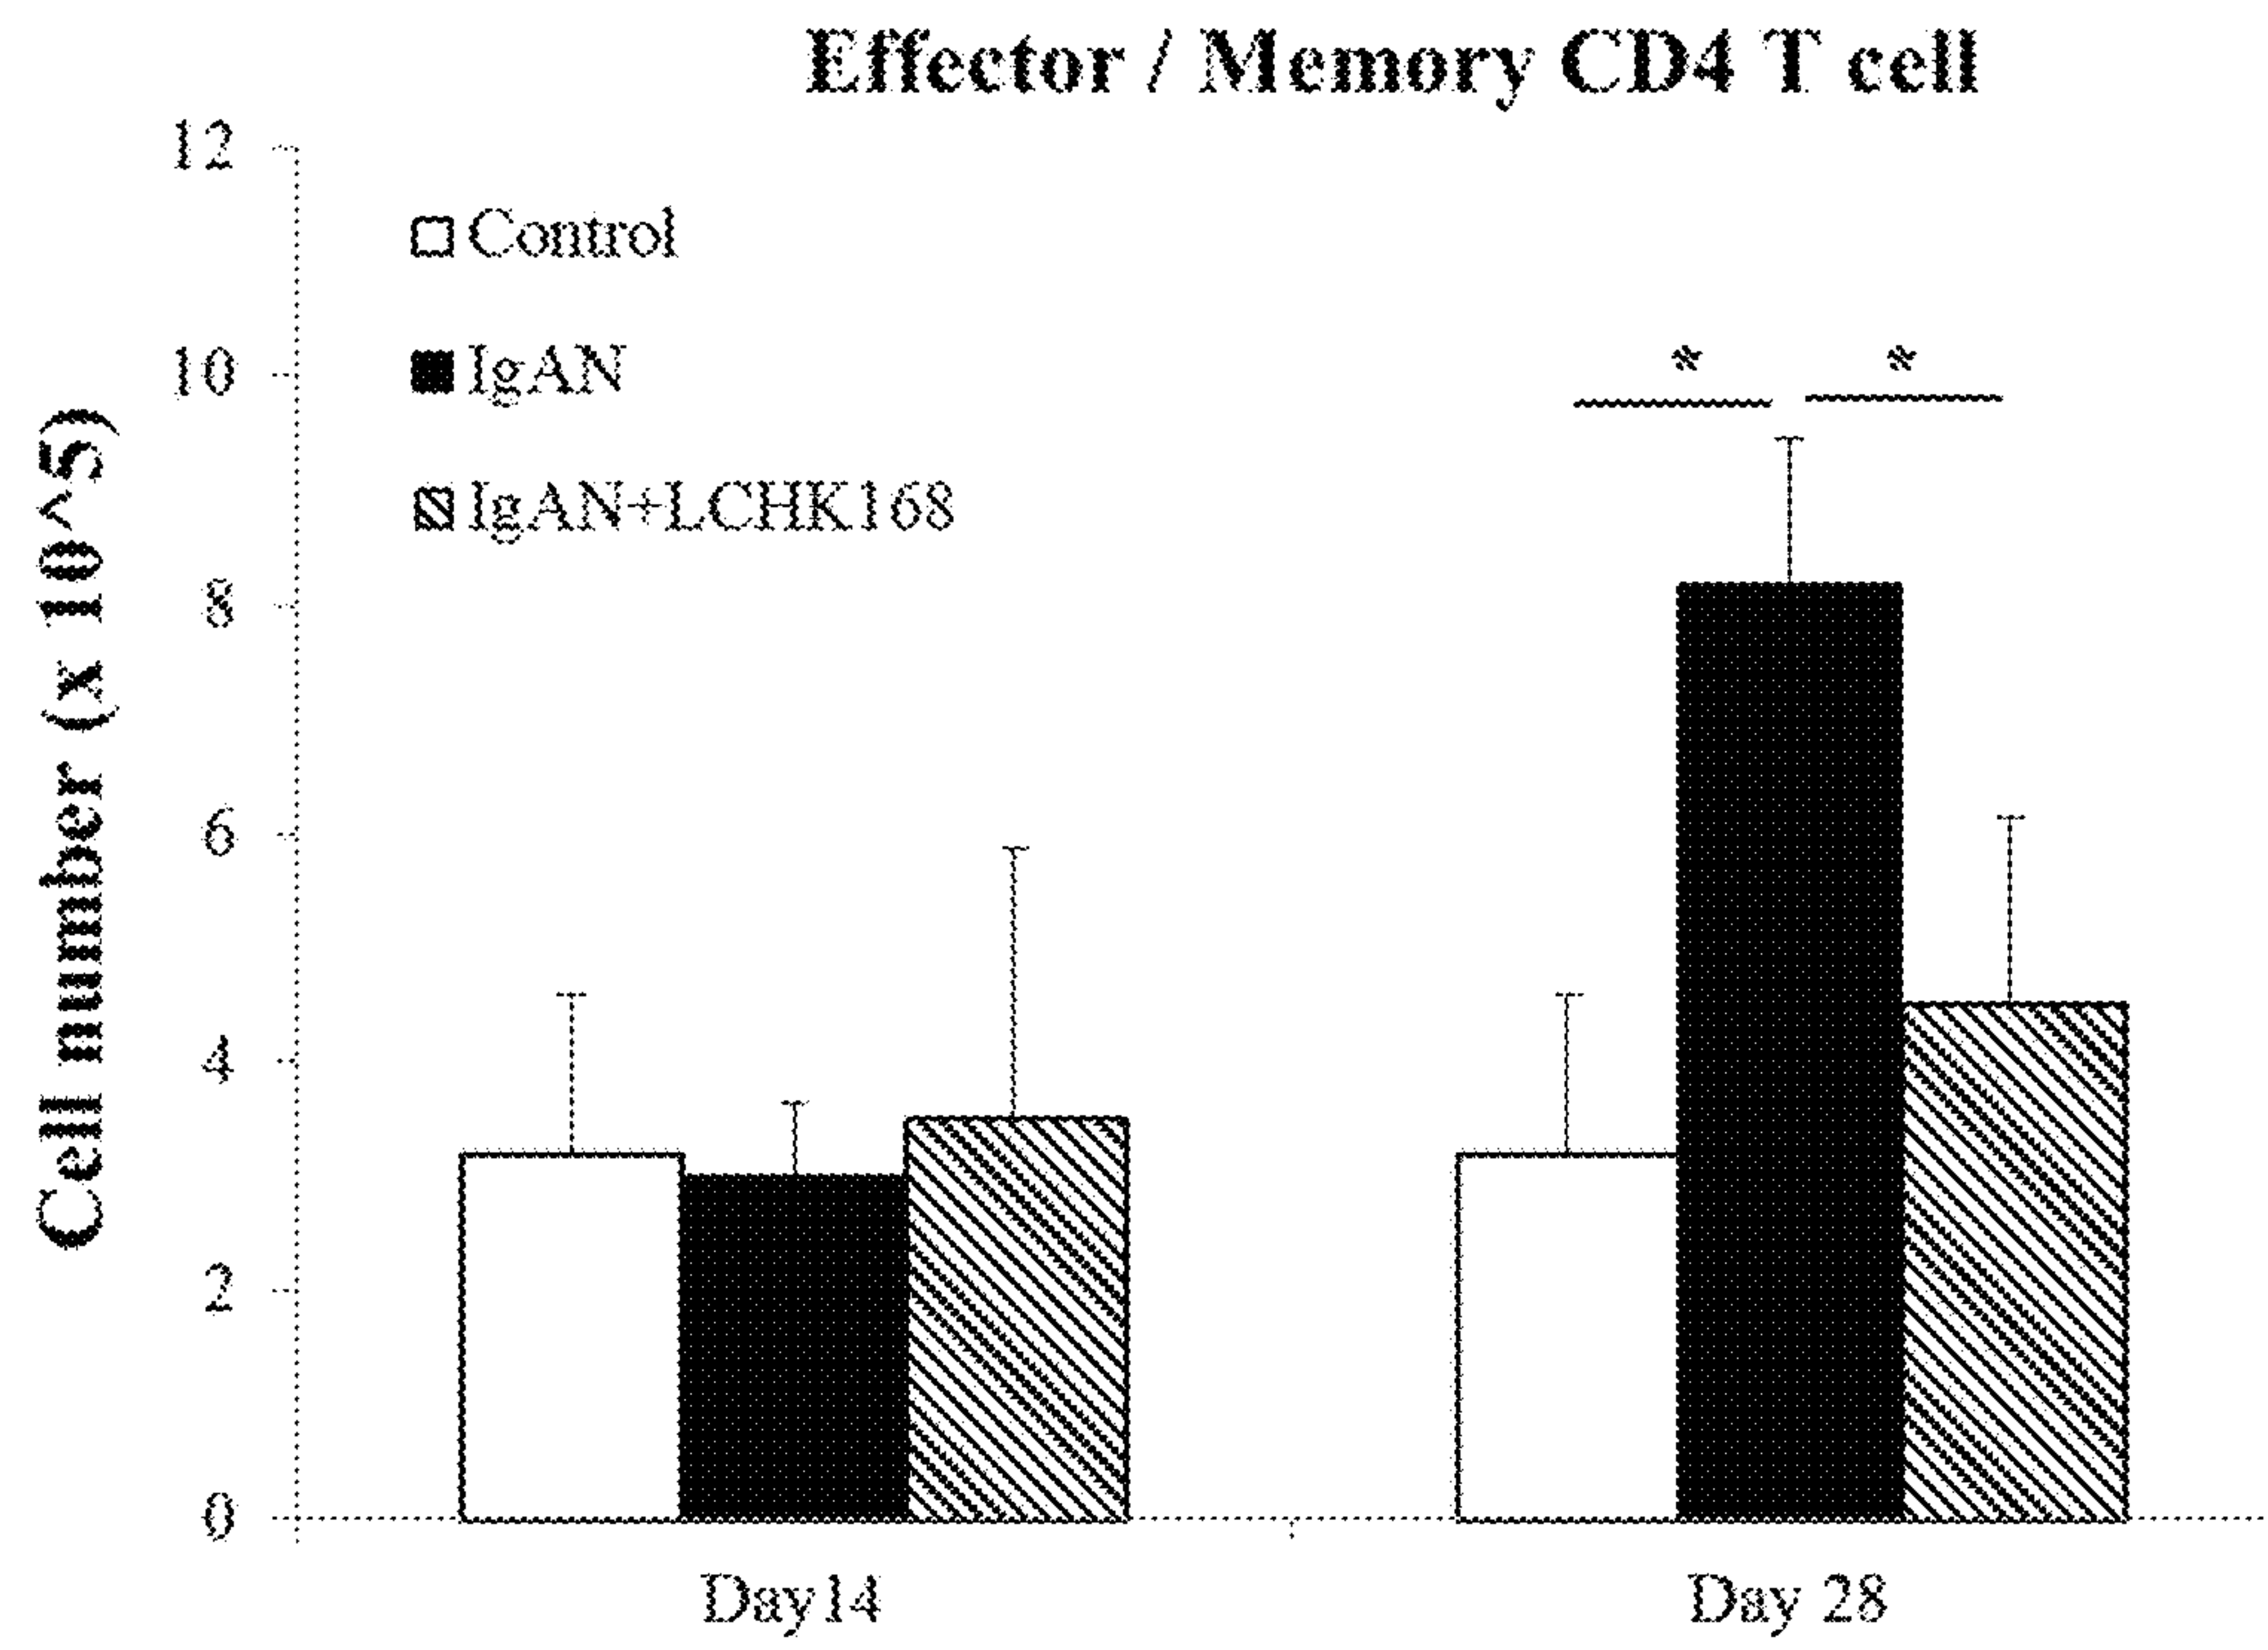 Effector / Memory CD4 T cell
Cell number (x 10^5)
12
10
8
6
4
2
0
Control
IgAN
IgAN+LCHK168
* *
Day14 Day 28